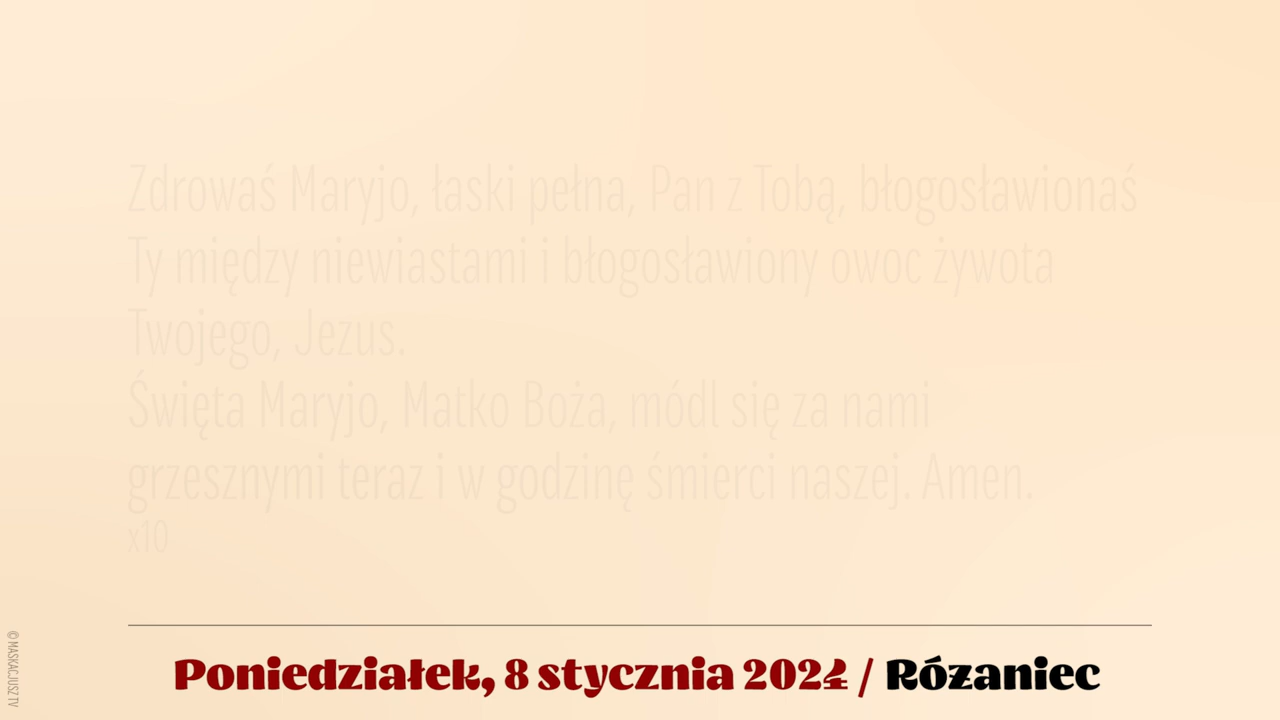 Zdrowaś Maryjo, łaski pełna, Pan z Tobą, błogosławionaś
Ty między niewiastami i błogosławiony owoc żywota
Twojego, Jezus.
Święta Maryjo, Matko Boża, módl się za nami
grzesznymi teraz i w godzinę śmierci naszej. Amen.
x10
Poniedziałek, 8 stycznia 2024 / Różaniec
© MASKACJUSZ TV